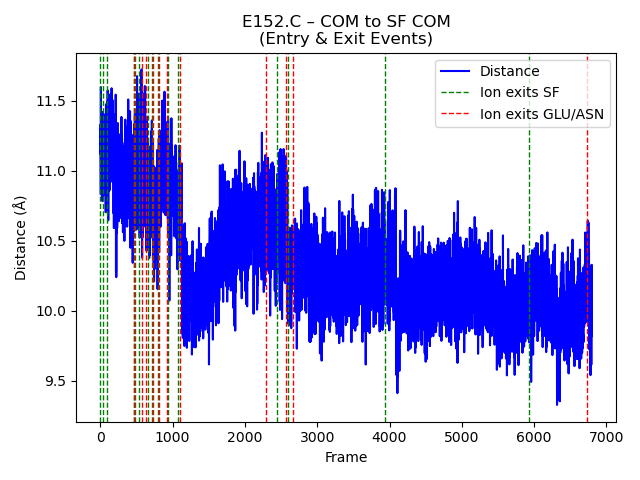 E152.C – COM to SF COM
(Entry & Exit Events)
Distance
Ion exits SF
Ion exits GLU/ASN
Distance (Å)
11.5
11.0
10.5
10.0
9.5
0 1000 2000 3000 4000 5000 6000 7000
Frame